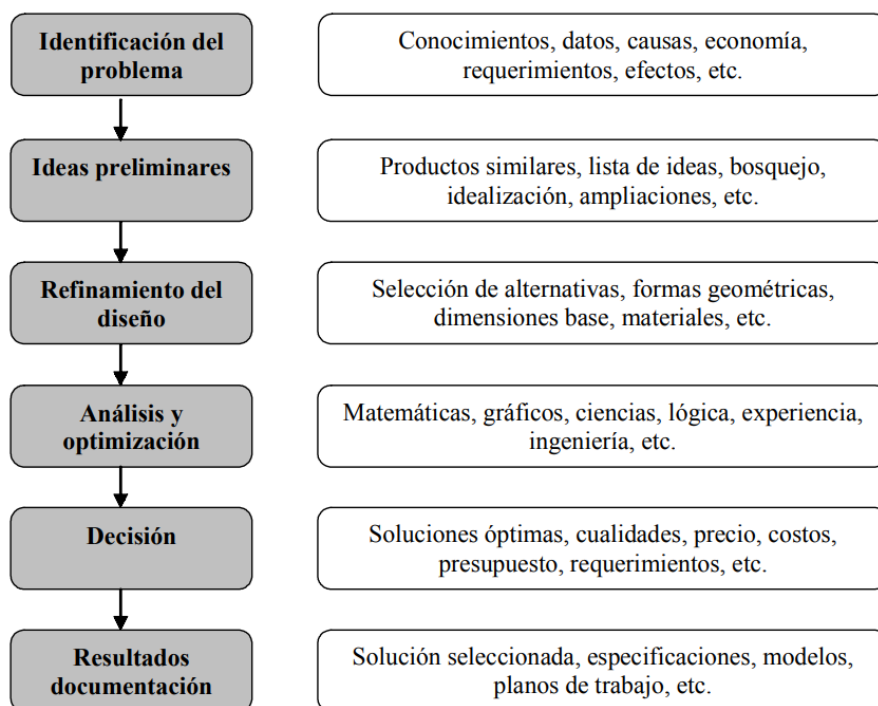 Identificación del
problema
Conocimientos, datos, causas, economía,
requerimientos, efectos, etc.
Ideas preliminares
Productos similares, lista de ideas, bosquejo,
idealización, ampliaciones, etc.
Refinamiento del
diseño
Selección de alternativas, formas geométricas,
dimensiones base, materiales, etc.
Análisis y
optimización
Matemáticas, gráficos, ciencias, lógica, experiencia,
ingeniería, etc.
Decisión
Soluciones óptimas, cualidades, precio, costos,
presupuesto, requerimientos, etc.
Resultados
documentación
Solución seleccionada, especificaciones, modelos,
planos de trabajo, etc.